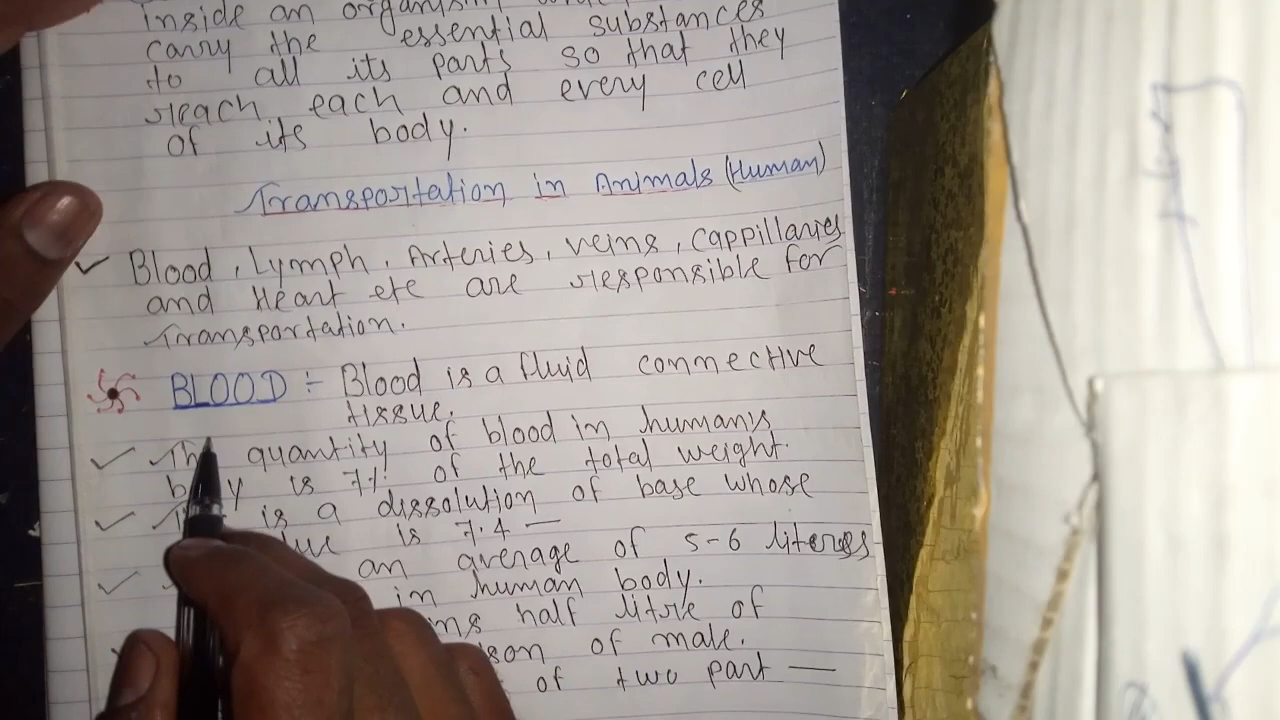 inside an
carry the essential substances
to all its parts so that they
reach each and every cell
of its body.
Transportation in Animals (Human)
Blood, Lymph, Arteries, veins, cappillaries
and Heart etc are responsible for
Transportation.
BLOOD :- Blood is a fluid connective
tissue.
quantity of blood in humans
is 7% of the total weight.
is a dissolution of base whose
is 7.4 —
an average of 5-6 literes
in human body.
half litre of
of male.
of two part —